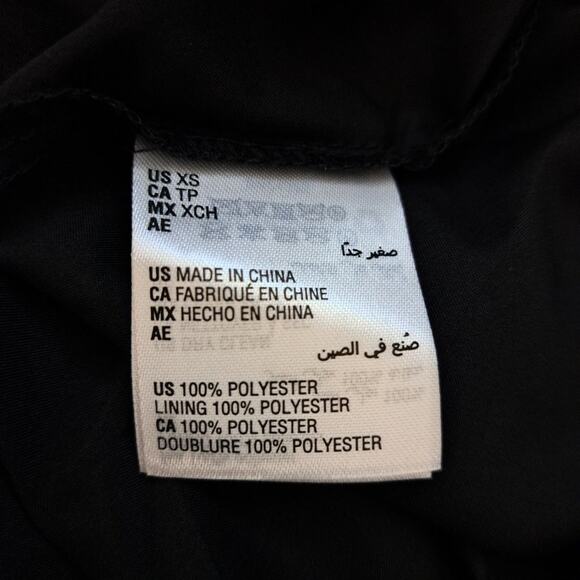 US XS
CA TP
MX XCH
AE
صغير جدًا
US MADE IN CHINA
CA FABRIQUÉ EN CHINE
MX HECHO EN CHINA
AE
صُنع في الصين
US 100% POLYESTER
LINING 100% POLYESTER
CA 100% POLYESTER
DOUBLURE 100% POLYESTER